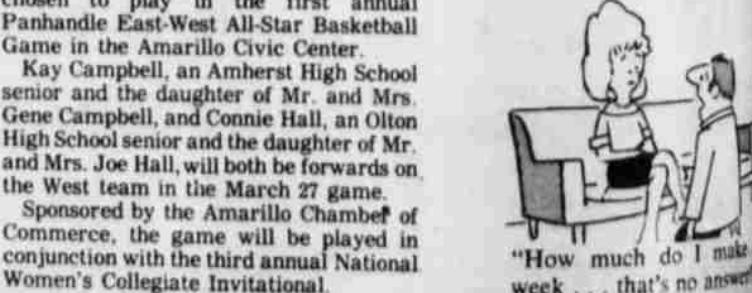 chosen to play in the first annual
Panhandle East-West All-Star Basketball
Game in the Amarillo Civic Center.
Kay Campbell, an Amherst High School
senior and the daughter of Mr. and Mrs.
Gene Campbell, and Connie Hall, an Olton
High School senior and the daughter of Mr.
and Mrs. Joe Hall, will both be forwards on
the West team in the March 27 game.
Sponsored by the Amarillo Chamber of
Commerce, the game will be played in
conjunction with the third annual National
Women's Collegiate Invitational.
"How much do I make
week . . . that's no answer